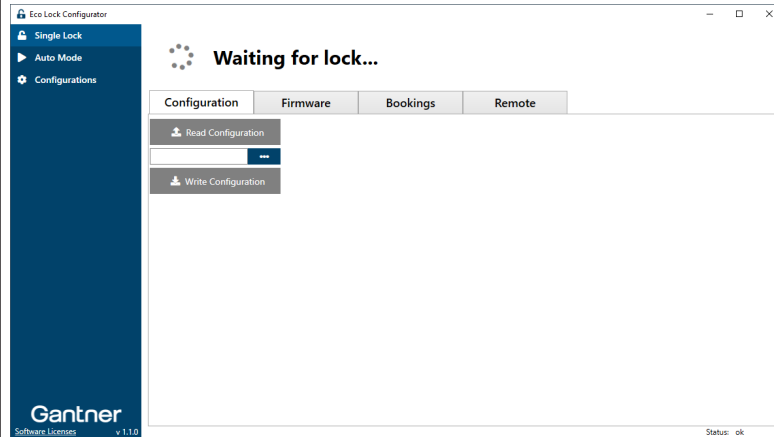 Eco Lock Configurator
Single Lock
Auto Mode
Configurations
Waiting for lock...
Configuration Firmware Bookings Remote
Read Configuration
Write Configuration
Gantner
Software Licenses v 1.1.0
Status: ok